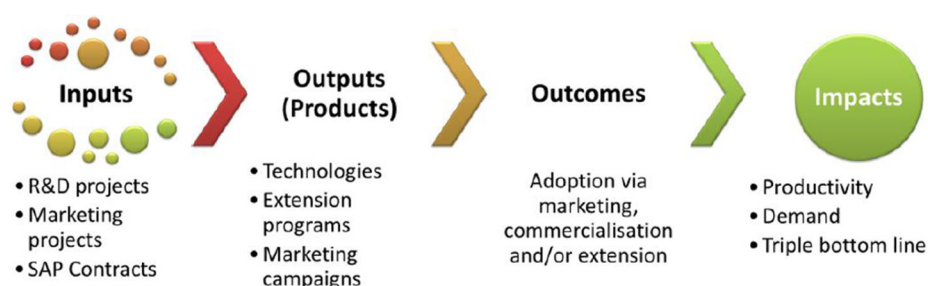 Inputs
• R&D projects
• Marketing
projects
• SAP Contracts
Outputs
(Products)
• Technologies
• Extension
programs
• Marketing
campaigns
Outcomes
Adoption via
marketing,
commercialisation
and/or extension
Impacts
• Productivity
• Demand
• Triple bottom line